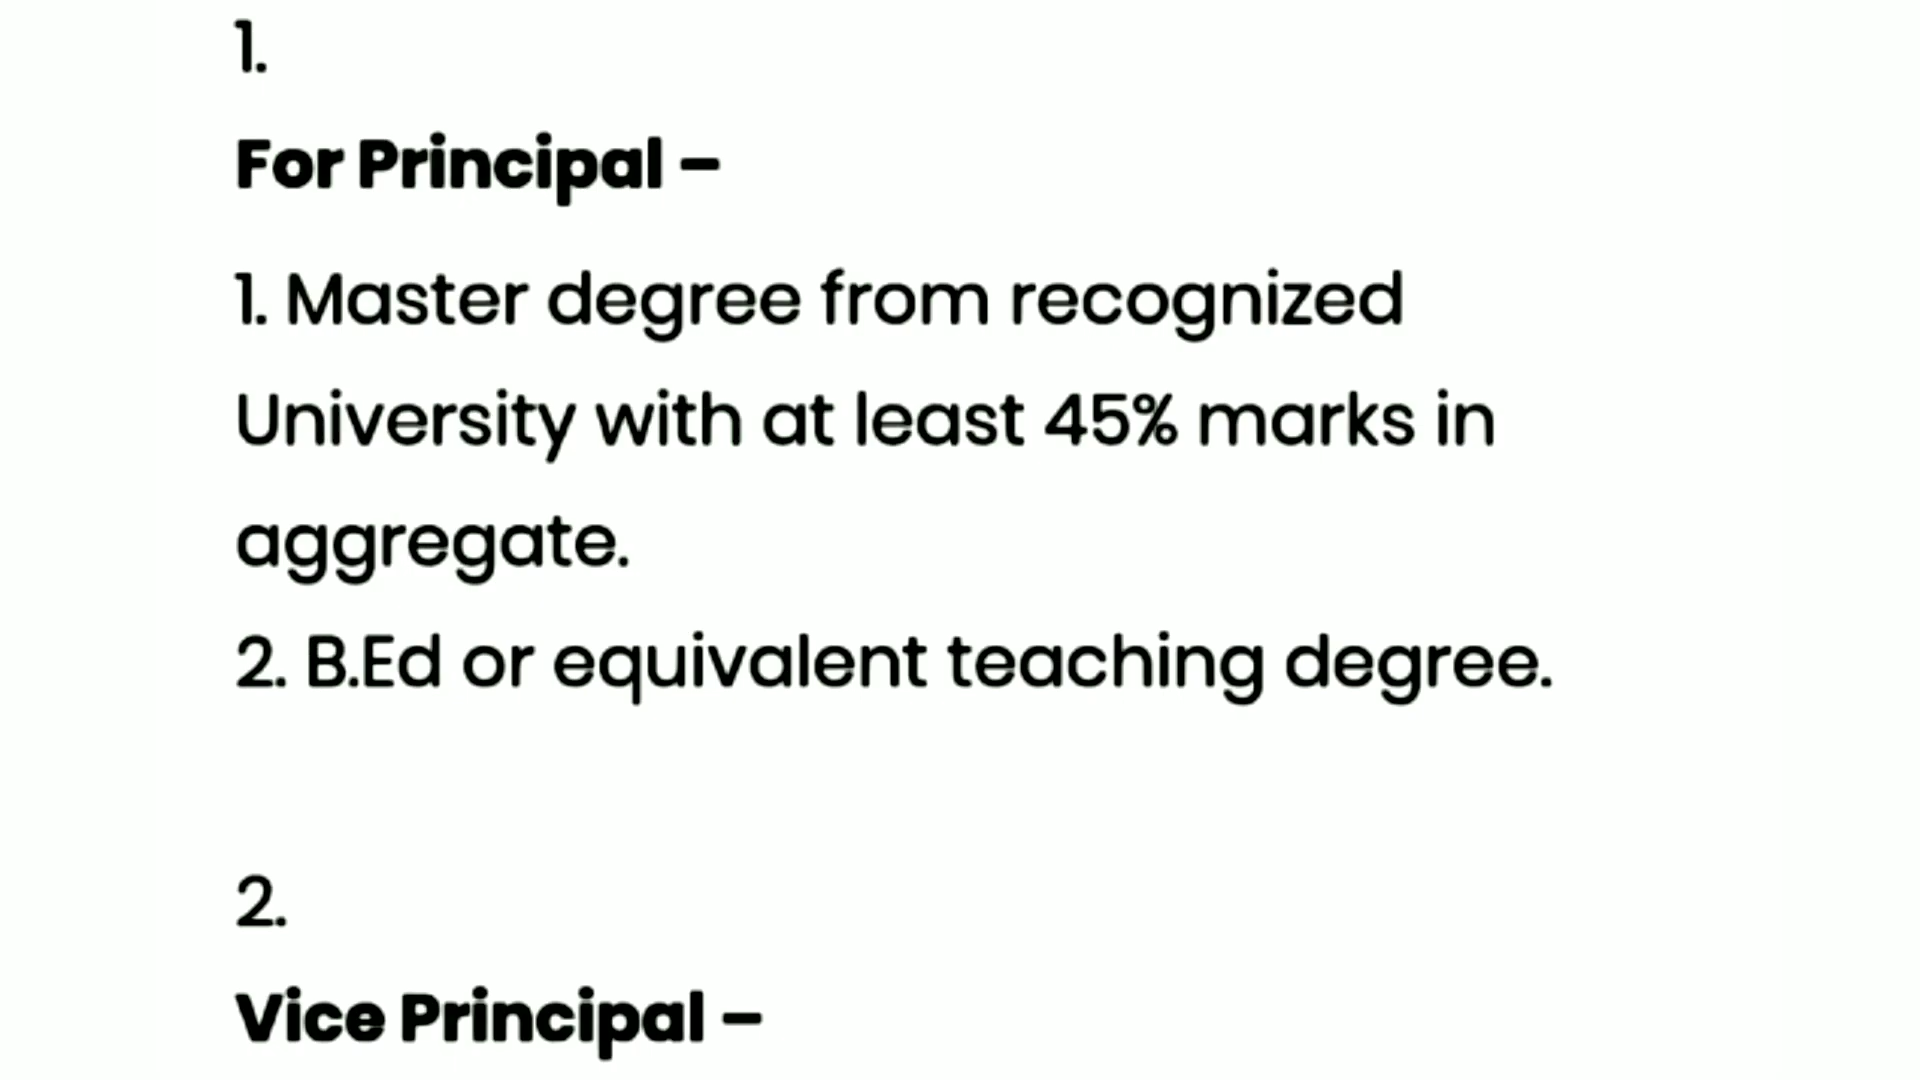 1.
For Principal –
1. Master degree from recognized
University with at least 45% marks in
aggregate.
2. B.Ed or equivalent teaching degree.
2.
Vice Principal –